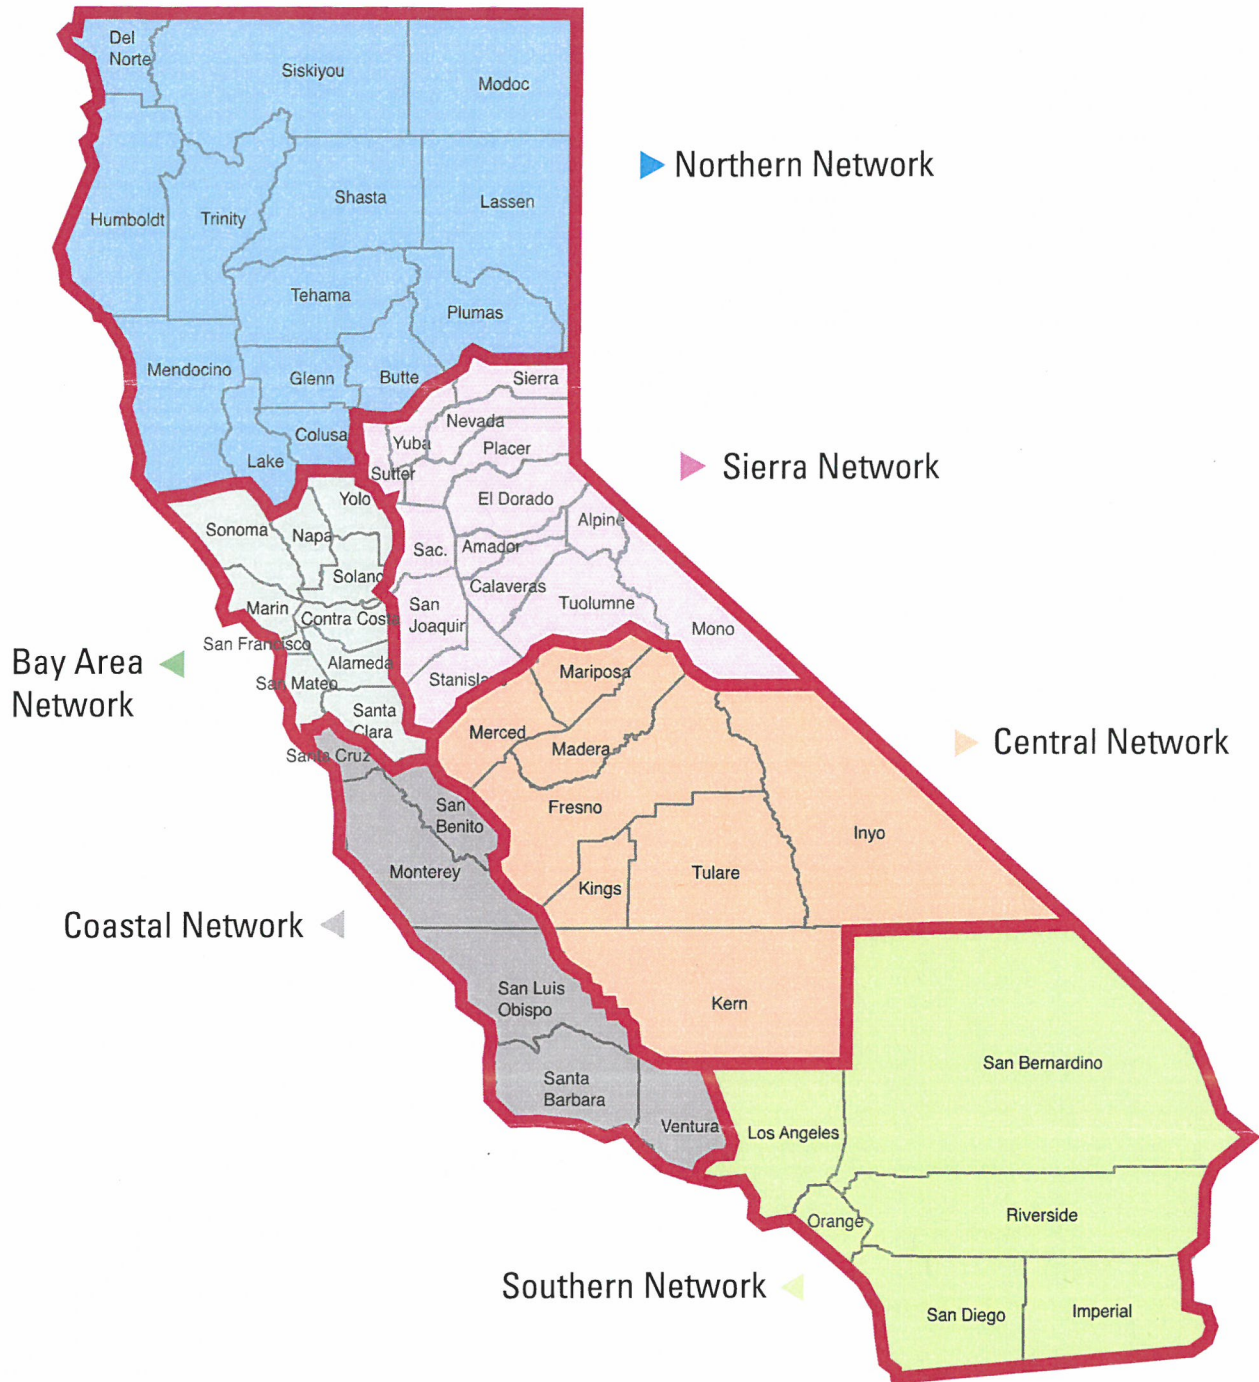 Del
Norte
Siskiyou
Modoc
Northern Network
Humboldt
Trinity
Shasta
Lassen
Tehama
Plumas
Mendocino
Glenn
Butte
Sierra
Colusa
Nevada
Yuba
Placer
Lake
Sutter
Sierra Network
Yolo
El Dorado
Sonoma
Napa
Alpine
Sac.
Amador
Solano
Calaveras
Marin
San
Joaquin
Tuolumne
Contra Costa
Mono
San Francisco
Bay Area
Network
Alameda
Mariposa
San Mateo
Stanislaus
Santa
Clara
Merced
Madera
Central Network
Santa Cruz
San
Benito
Fresno
Inyo
Monterey
Kings
Tulare
Coastal Network
San Luis
Obispo
Kern
San Bernardino
Santa
Barbara
Ventura
Los Angeles
Orange
Riverside
Southern Network
San Diego
Imperial